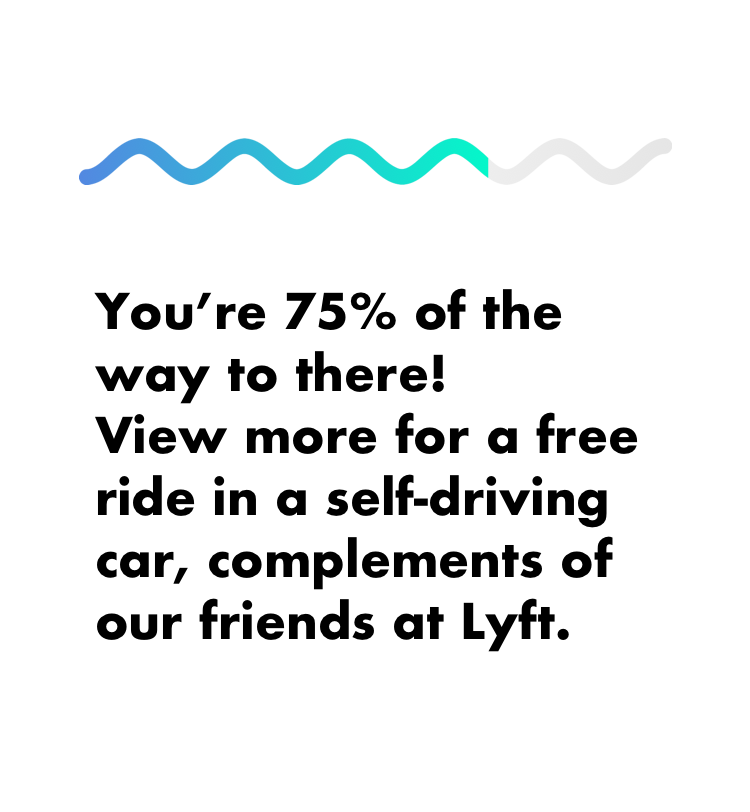 You’re 75% of the
way to there!
View more for a free
ride in a self-driving
car, complements of
our friends at Lyft.